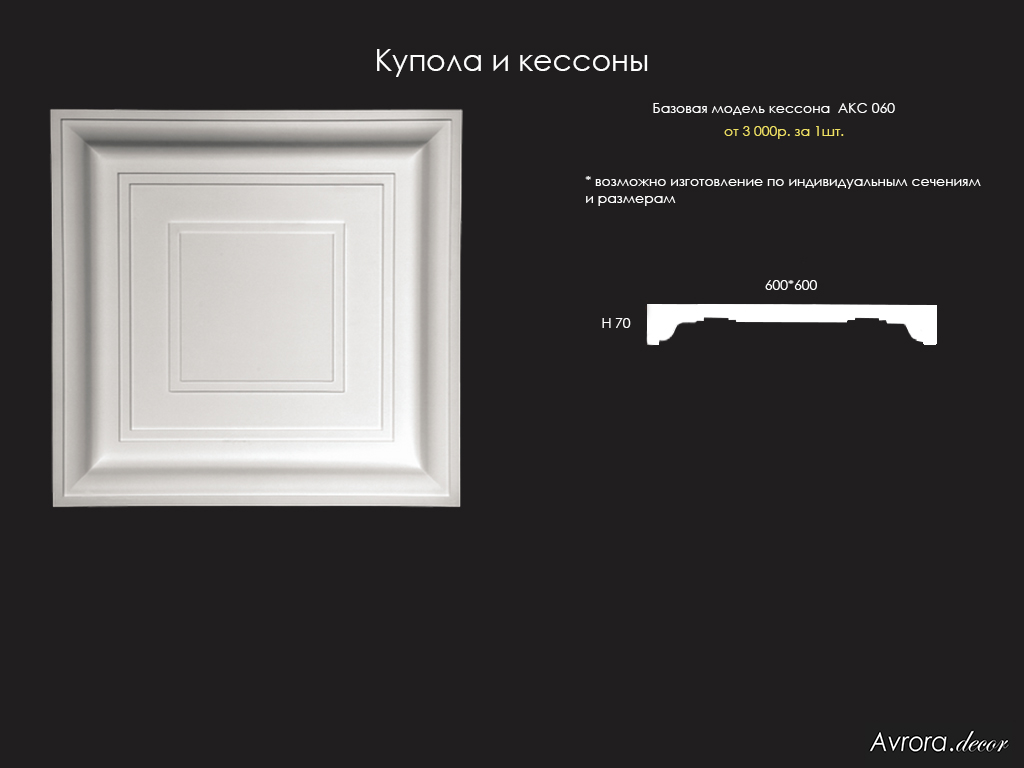 Купола и кессоны
Базовая модель кессона АКС 060
от 3 000р. за 1шт.
* возможно изготовление по индивидуальным сечениям
и размерам
600*600
Н 70
Avrora.decor